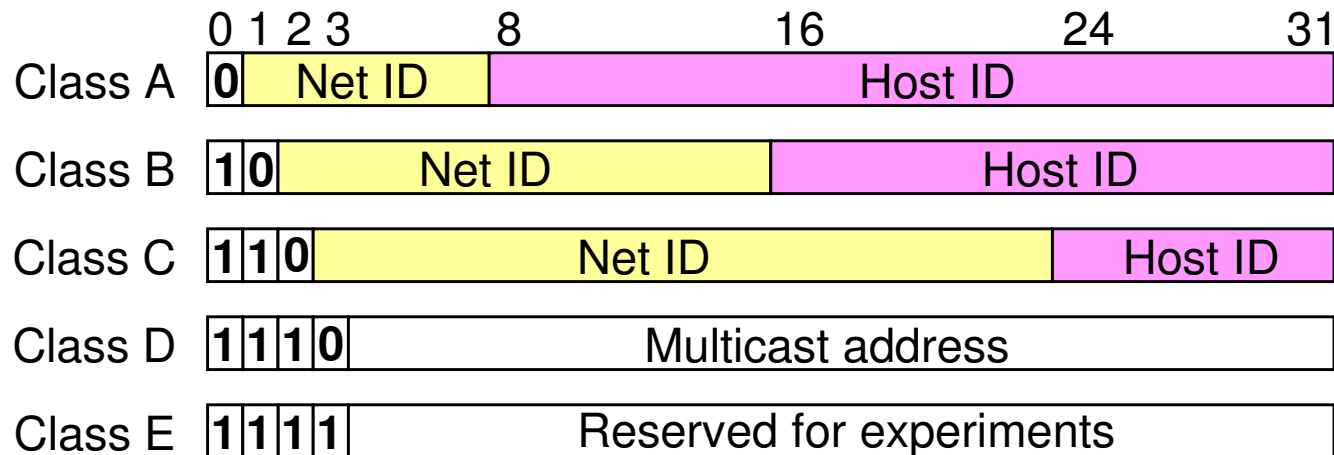 0 1 2 3 8 16 24 31
Class A 0 Net ID Host ID
Class B 1 0 Net ID Host ID
Class C 1 1 0 Net ID Host ID
Class D 1 1 1 0 Multicast address
Class E 1 1 1 1 Reserved for experiments